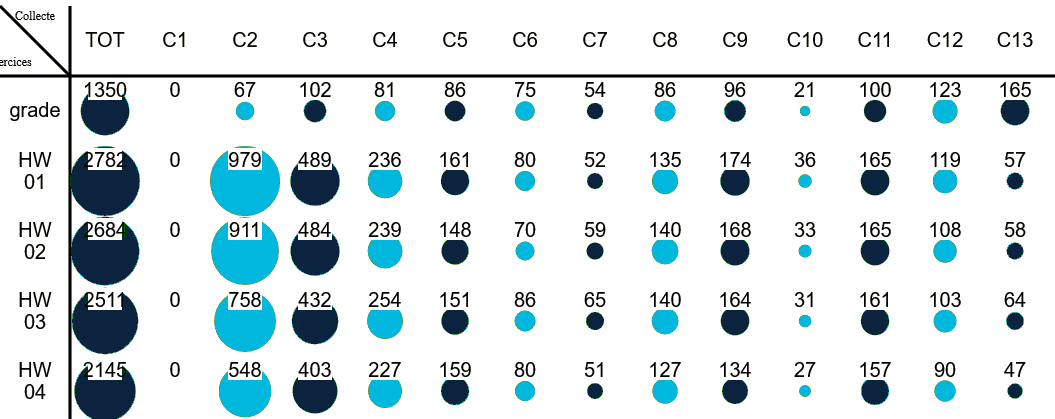 Collecte
ercices
TOT C1 C2 C3 C4 C5 C6 C7 C8 C9 C10 C11 C12 C13
grade 1350 0 67 102 81 86 75 54 86 96 21 100 123 165
HW 01 2782 0 979 489 236 161 80 52 135 174 36 165 119 57
HW 02 2684 0 911 484 239 148 70 59 140 168 33 165 108 58
HW 03 2511 0 758 432 254 151 86 65 140 164 31 161 103 64
HW 04 2145 0 548 403 227 159 80 51 127 134 27 157 90 47